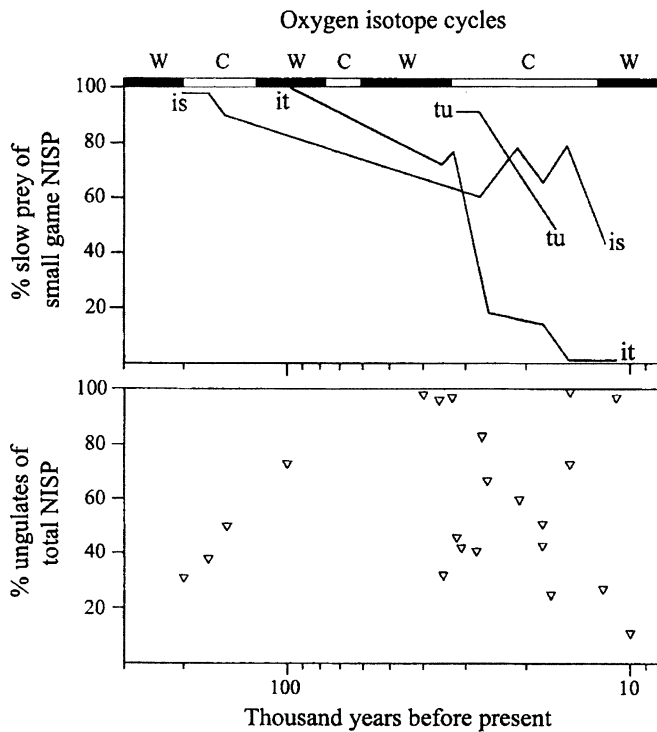 Oxygen isotope cycles
W C W C W C W
% slow prey of
small game NISP
100
80
60
40
20
is
it
tu
tu
is
it
% ungulates of
total NISP
100
80
60
40
20
100 10
Thousand years before present